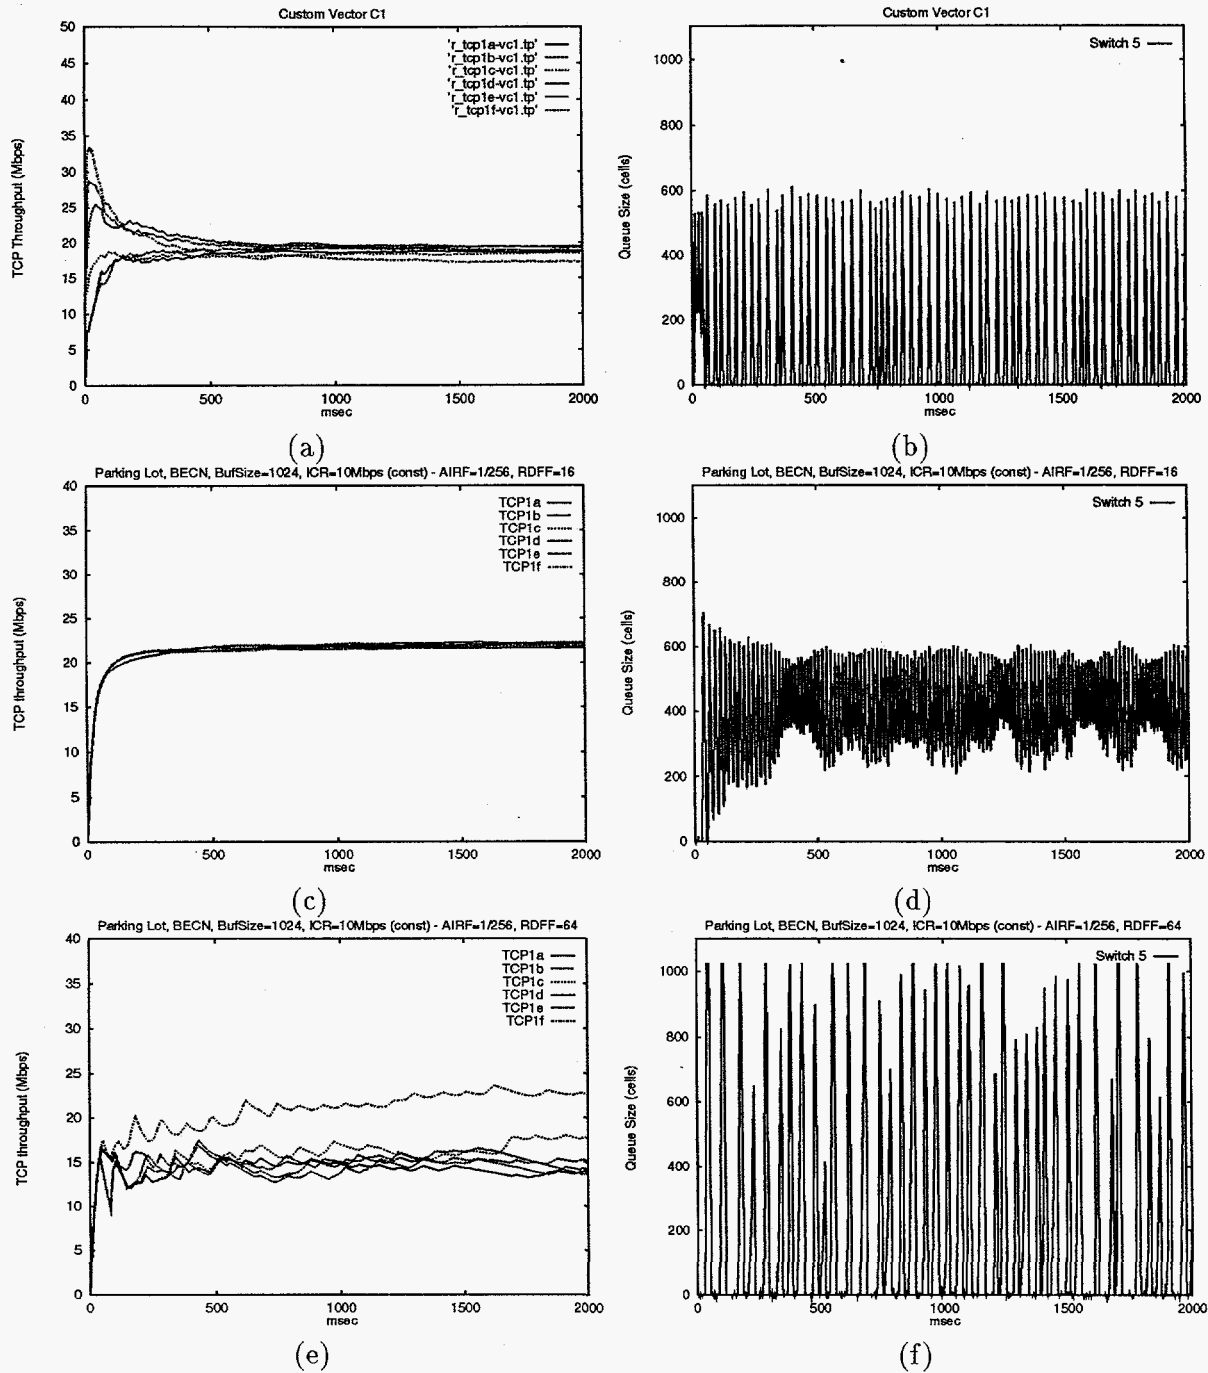 Custom Vector C1
50
45
40
35
30
25
20
15
10
5
0
TCP Throughput (Mbps)
'r_tcp1a-vc1.tp'
'r_tcp1b-vc1.tp'
'r_tcp1c-vc1.tp'
'r_tcp1d-vc1.tp'
'r_tcp1e-vc1.tp'
'r_tcp1f-vc1.tp'
0 500 1000 1500 2000
msec
(a)
Custom Vector C1
1000
800
600
400
200
0
Queue Size (cells)
Switch 5
0 500 1000 1500 2000
msec
(b)
Parking Lot, BECN, BufSize=1024, ICR=10Mbps (const) - AIRF=1/256, RDFF=16
40
35
30
25
20
15
10
5
0
TCP throughput (Mbps)
TCP1a
TCP1b
TCP1c
TCP1d
TCP1e
TCP1f
0 500 1000 1500 2000
msec
(c)
Parking Lot, BECN, BufSize=1024, ICR=10Mbps (const) - AIRF=1/256, RDFF=16
1000
800
600
400
200
0
Queue Size (cells)
Switch 5
0 500 1000 1500 2000
msec
(d)
Parking Lot, BECN, BufSize=1024, ICR=10Mbps (const) - AIRF=1/256, RDFF=64
40
35
30
25
20
15
10
5
0
TCP throughput (Mbps)
TCP1a
TCP1b
TCP1c
TCP1d
TCP1e
TCP1f
0 500 1000 1500 2000
msec
(e)
Parking Lot, BECN, BufSize=1024, ICR=10Mbps (const) - AIRF=1/256, RDFF=64
1000
800
600
400
200
0
Queue Size (cells)
Switch 5
0 500 1000 1500 2000
msec
(f)